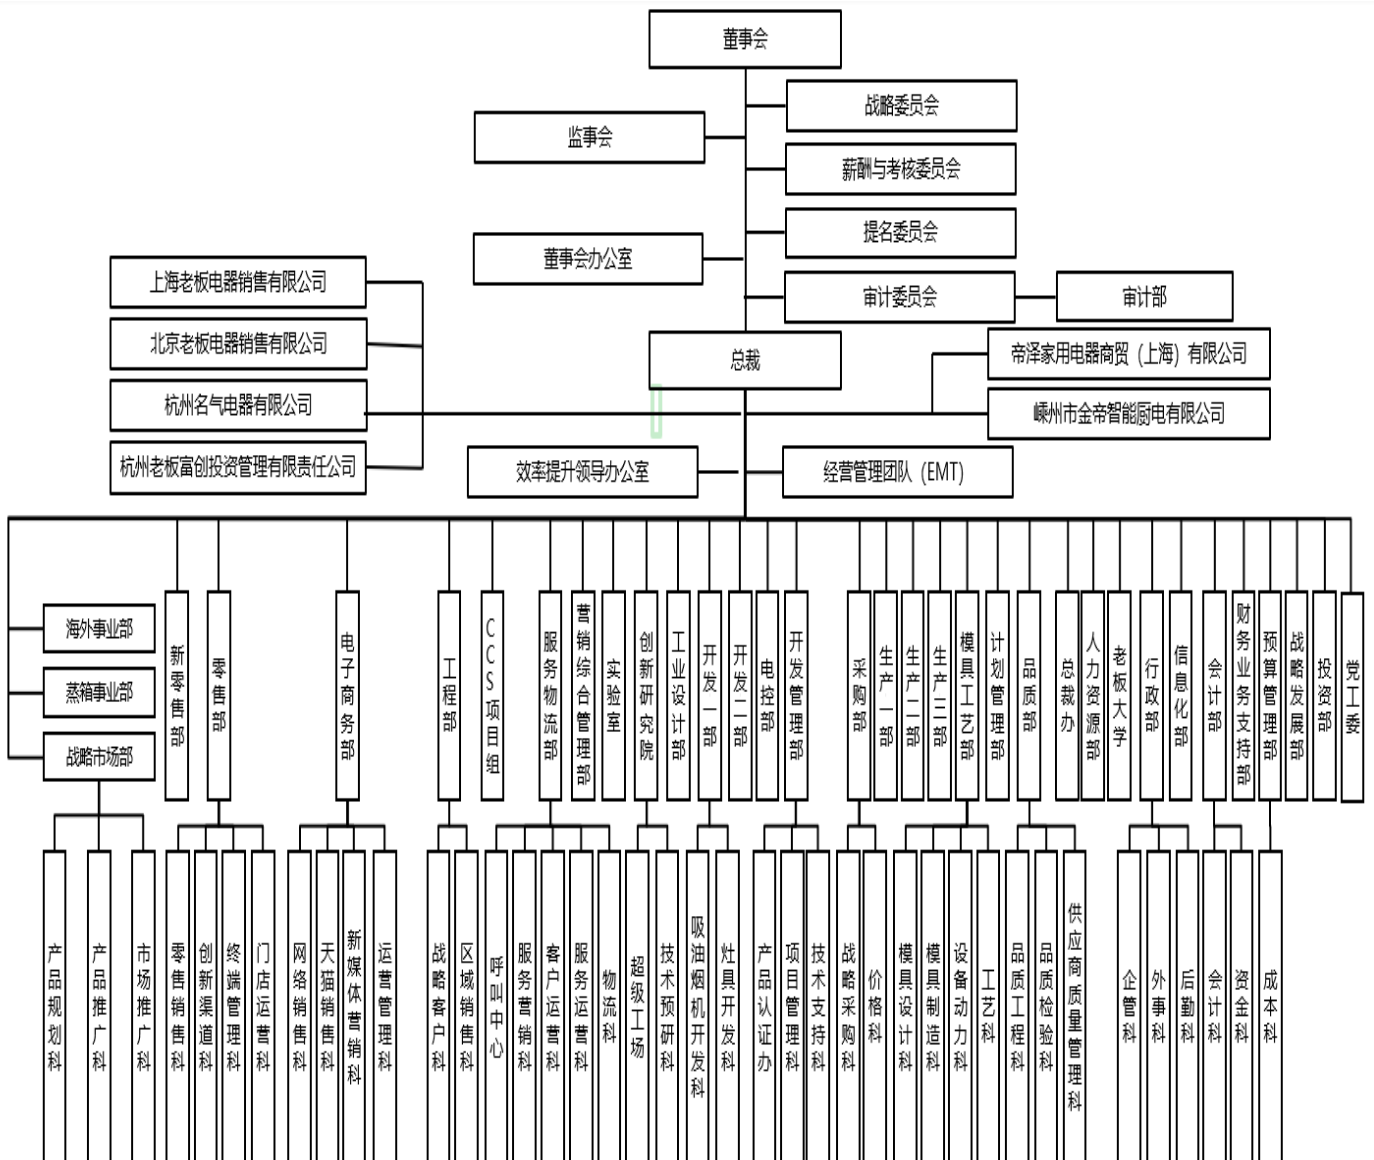 董事会
战略委员会
监事会
薪酬与考核委员会
提名委员会
董事会办公室
审计委员会
审计部
上海老板电器销售有限公司
北京老板电器销售有限公司
杭州名气电器有限公司
杭州老板富创投资管理有限责任公司
总裁
帝泽家用电器商贸（上海）有限公司
嵊州市金帝智能厨电有限公司
效率提升领导办公室
经营管理团队（EMT）
海外事业部
蒸箱事业部
战略市场部
新零售部
零售部
电子商务部
工程部
CCS项目组
服务物流部
营销综合管理部
实验室
创新研究院
工业设计部
开发一部
开发二部
电控部
开发管理部
采购部
生产一部
生产二部
生产三部
模具工艺部
计划管理部
品质部
总裁办
人力资源部
老板大学
行政部
信息化部
会计部
财务业务支持部
预算管理部
战略发展部
投资部
党工委
产品规划科
产品推广科
市场推广科
零售销售科
创新渠道科
终端管理科
门店运营科
网络销售科
天猫销售科
新媒体营销科
运营管理科
战略客户科
区域销售科
呼叫中心
服务营销科
客户运营科
服务运营科
物流科
超级工场
技术预研科
吸油烟机开发科
灶具开发科
产品认证办
项目管理科
技术支持科
战略采购科
价格科
模具设计科
模具制造科
设备动力科
工艺科
品质工程科
品质检验科
供应商质量管理科
企管科
外事科
后勤科
会计科
资金科
成本科